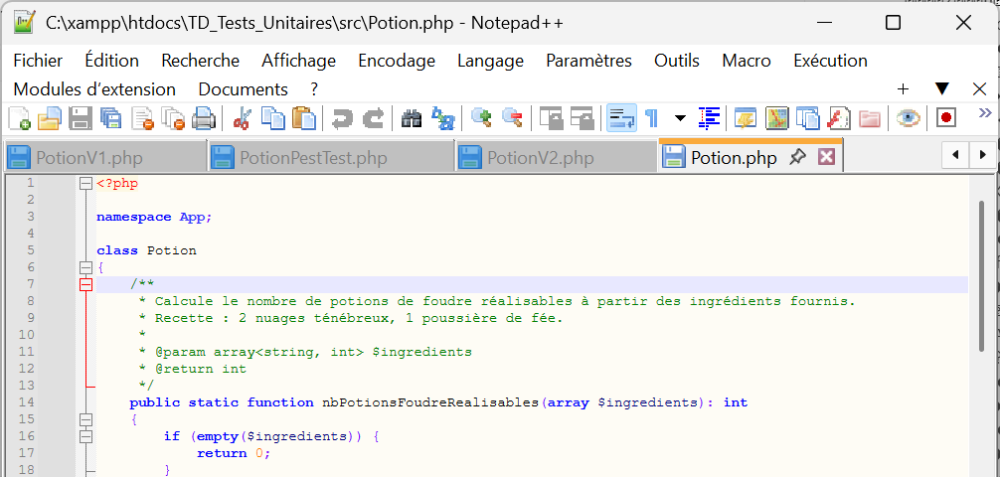 C:\xampp\htdocs\TD_Tests_Unitaires\src\Potion.php - Notepad++
Fichier Édition Recherche Affichage Encodage Langage Paramètres Outils Macro Exécution
Modules d'extension Documents ?
PotionV1.php PotionPestTest.php PotionV2.php Potion.php
1 <?php
2
3 namespace App;
4
5 class Potion
6 {
7 /**
8 * Calcule le nombre de potions de foudre réalisables à partir des ingrédients fournis.
9 * Recette : 2 nuages ténébreux, 1 poussière de fée.
10 *
11 * @param array<string, int> $ingredients
12 * @return int
13 */
14 public static function nbPotionsFoudreRealisables(array $ingredients): int
15 {
16 if (empty($ingredients)) {
17 return 0;
18 }